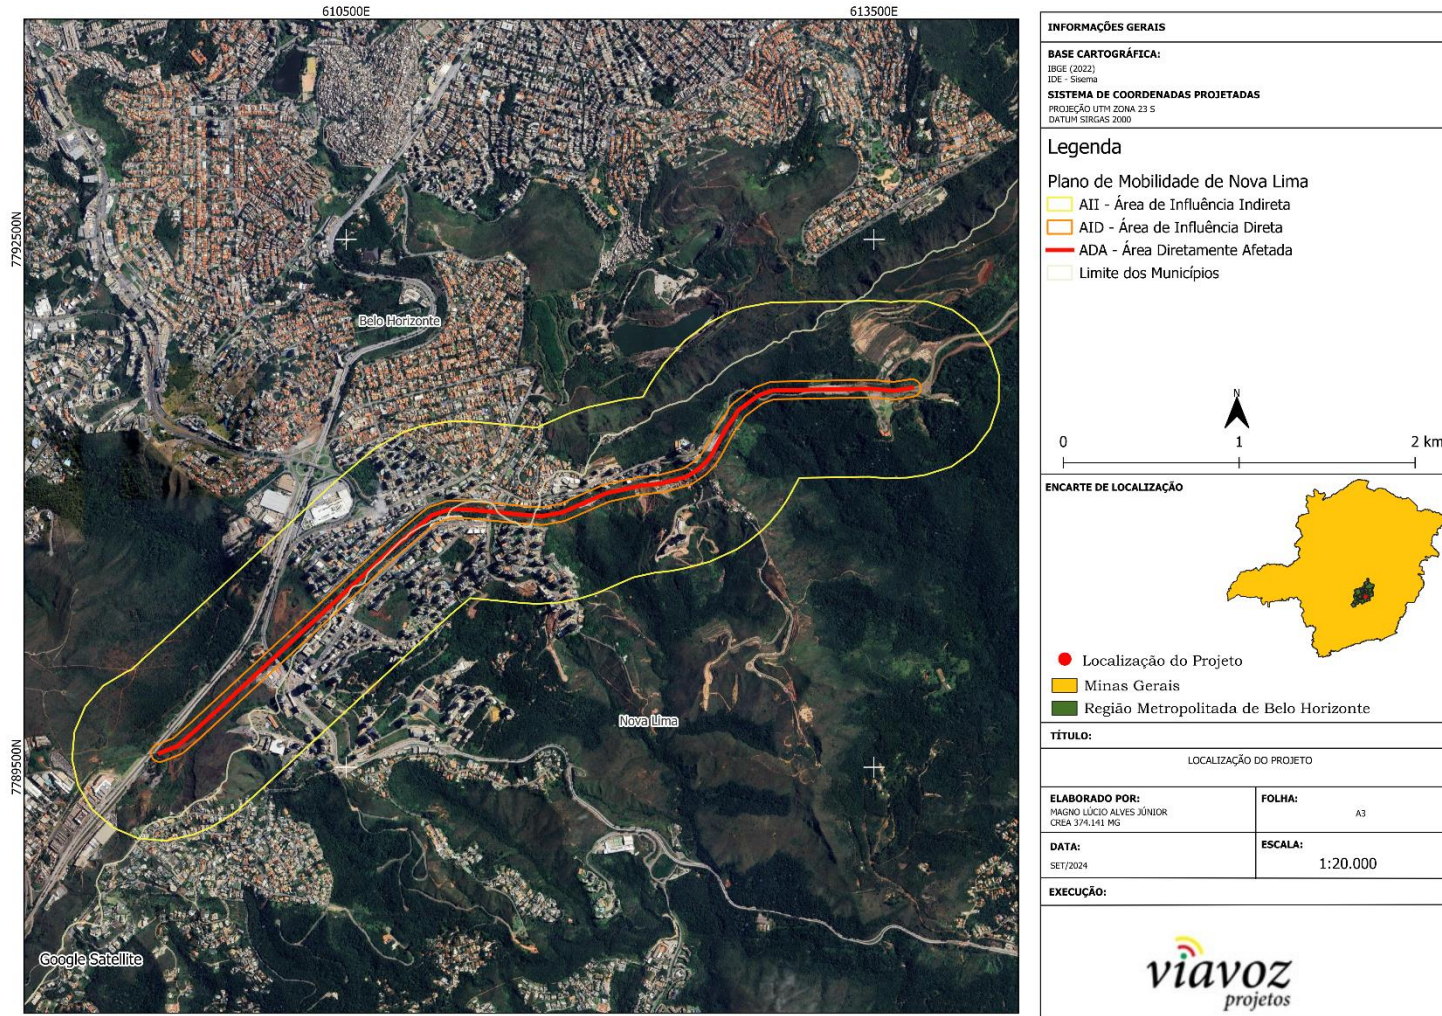 610500E
613500E
7792500N
7789500N
Belo Horizonte
Nova Lima
Google Satellite
INFORMAÇÕES GERAIS
BASE CARTOGRÁFICA:
IBGE (2022)
IDE - Sisema
SISTEMA DE COORDENADAS PROJETADAS
PROJEÇÃO UTM ZONA 23 S
DATUM SIRGAS 2000
Legenda
Plano de Mobilidade de Nova Lima
AII - Área de Influência Indireta
AID - Área de Influência Direta
ADA - Área Diretamente Afetada
Limite dos Municípios
N
0 1 2 km
ENCARTE DE LOCALIZAÇÃO
Localização do Projeto
Minas Gerais
Região Metropolitada de Belo Horizonte
TÍTULO:
LOCALIZAÇÃO DO PROJETO
ELABORADO POR:
MAGNO LÚCIO ALVES JÚNIOR
CREA 374.141 MG
FOLHA:
A3
DATA:
SET/2024
ESCALA:
1:20.000
EXECUÇÃO:
viavoz
projetos